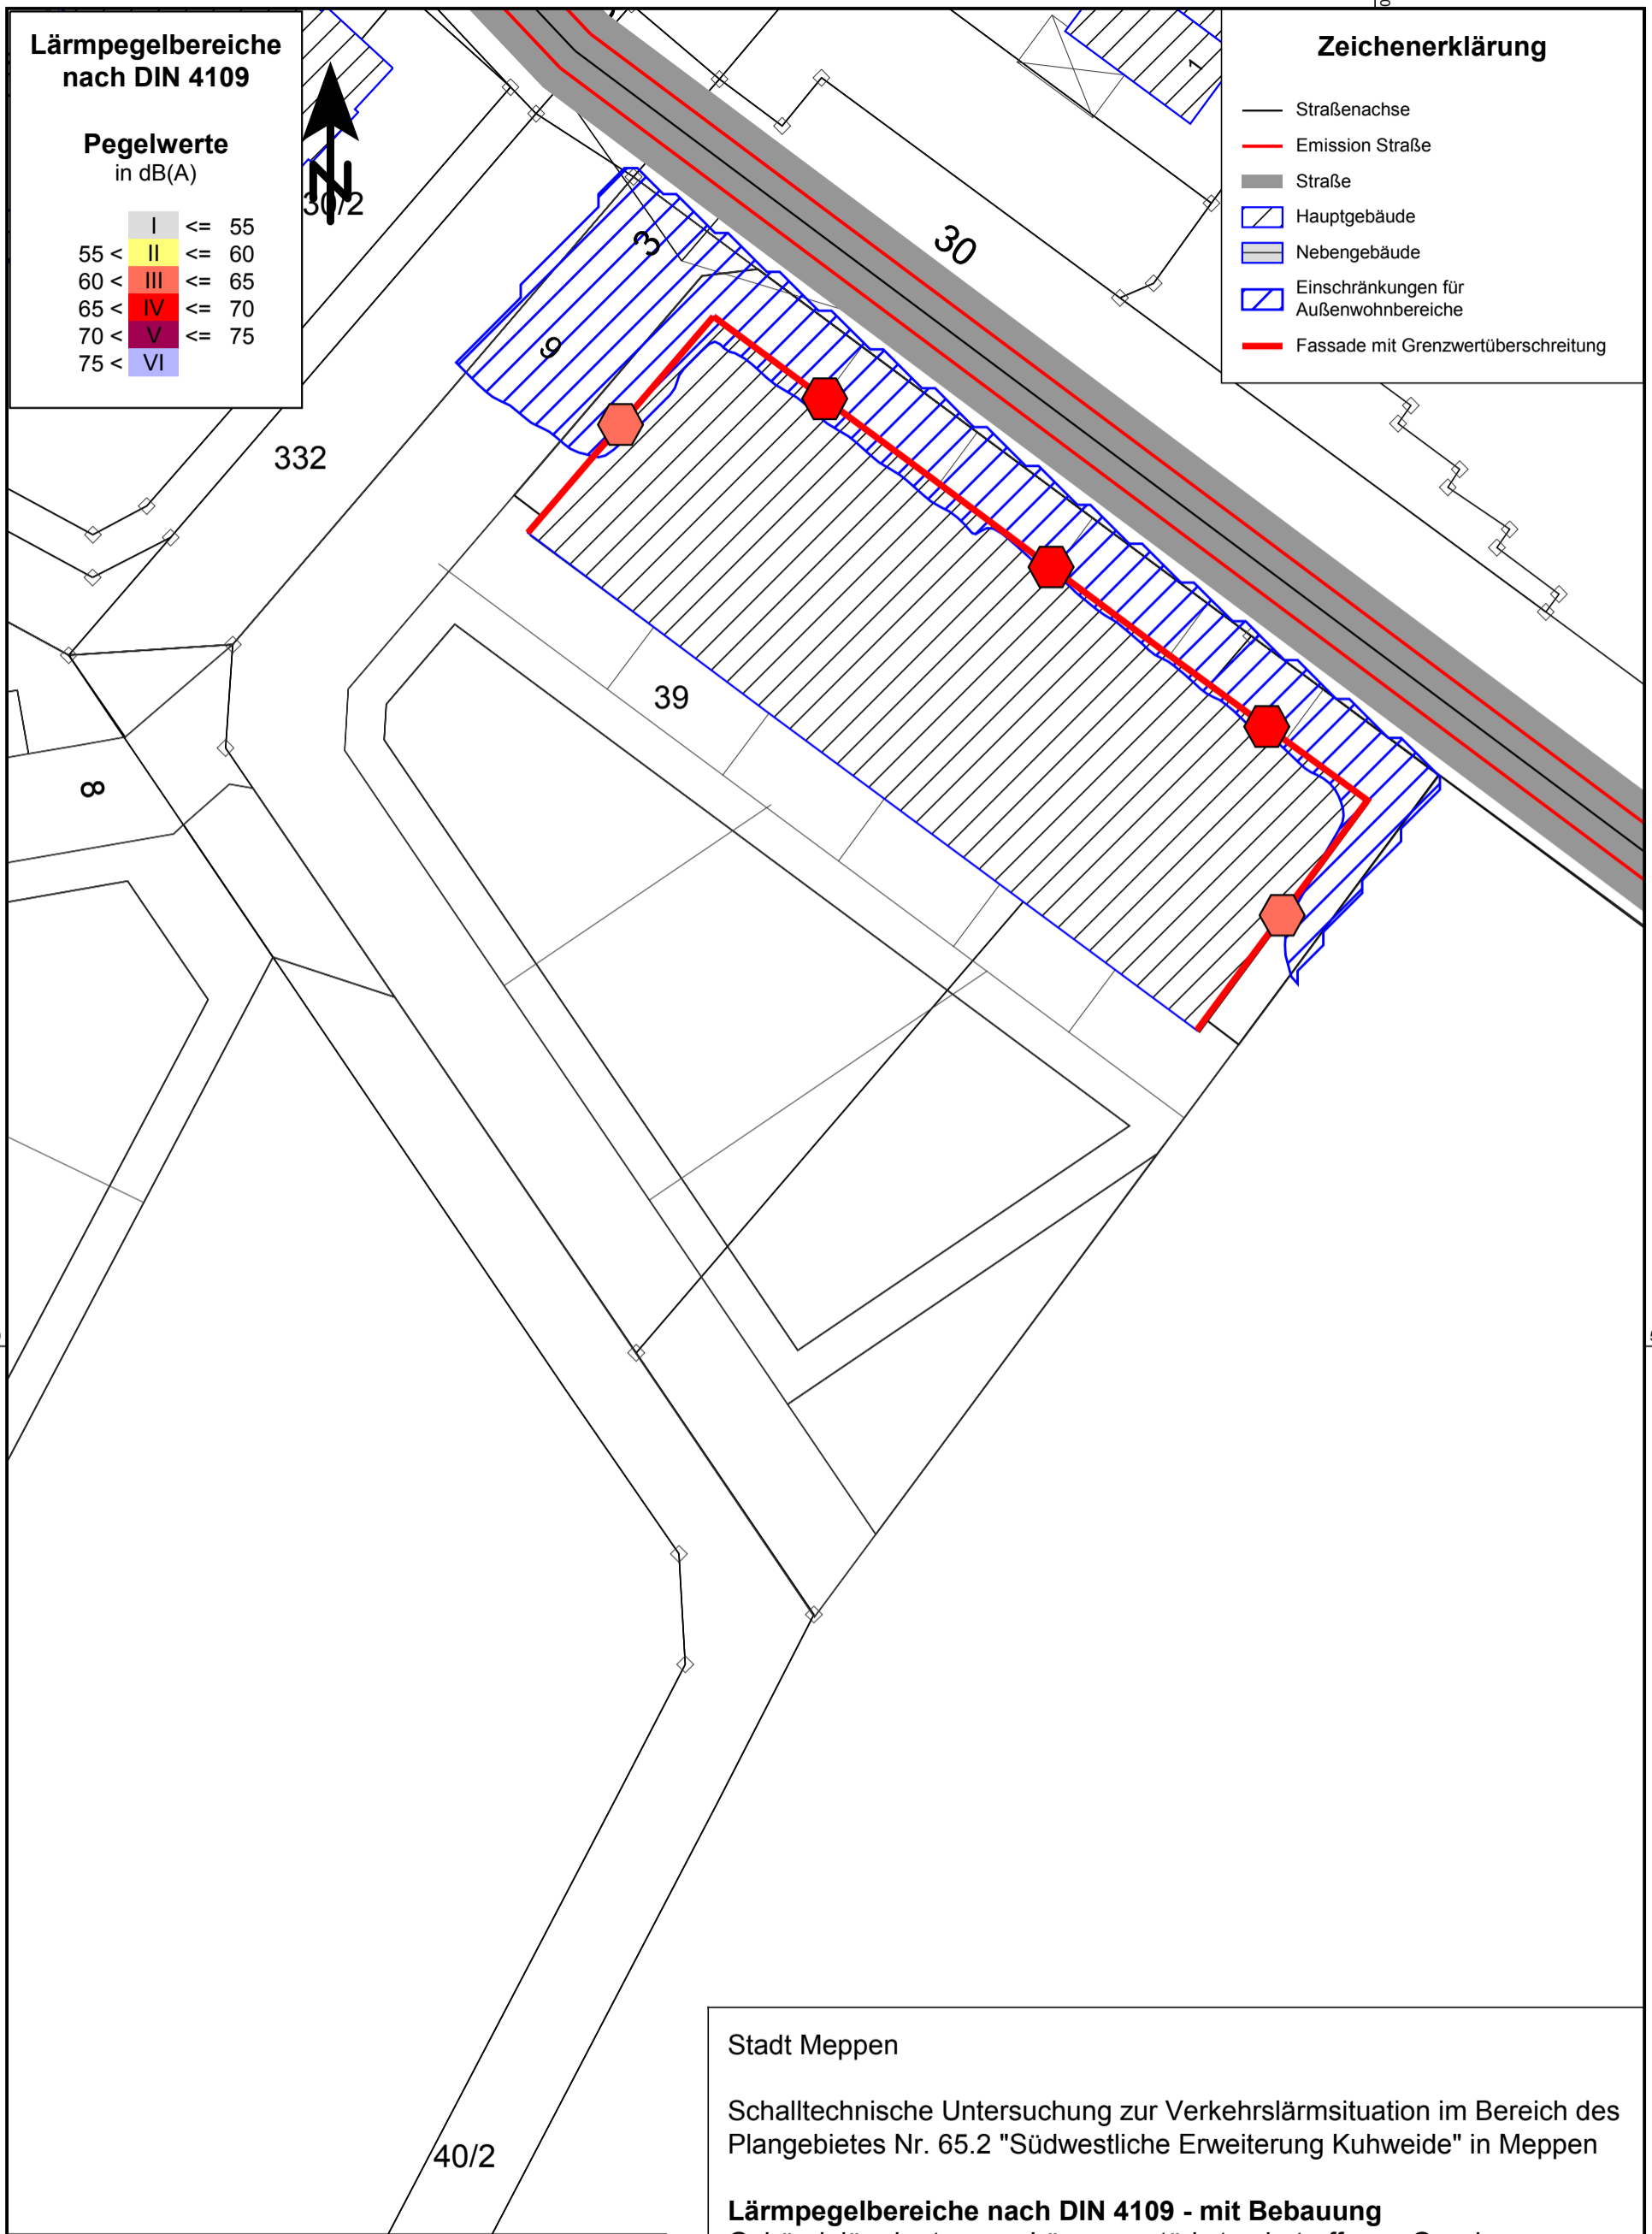 Lärmpegelbereiche
nach DIN 4109
Pegelwerte
in dB(A)
I <= 55
55 < II <= 60
60 < III <= 65
65 < IV <= 70
70 < V <= 75
75 < VI
Zeichenerklärung
Straßenachse
Emission Straße
Straße
Hauptgebäude
Nebengebäude
Einschränkungen für
Außenwohnbereiche
Fassade mit Grenzwertüberschreitung
N
1
30/2
3
30
9
332
39
8
40/2
Stadt Meppen
Schalltechnische Untersuchung zur Verkehrslärmsituation im Bereich des
Plangebietes Nr. 65.2 "Südwestliche Erweiterung Kuhweide" in Meppen
Lärmpegelbereiche nach DIN 4109 - mit Bebauung